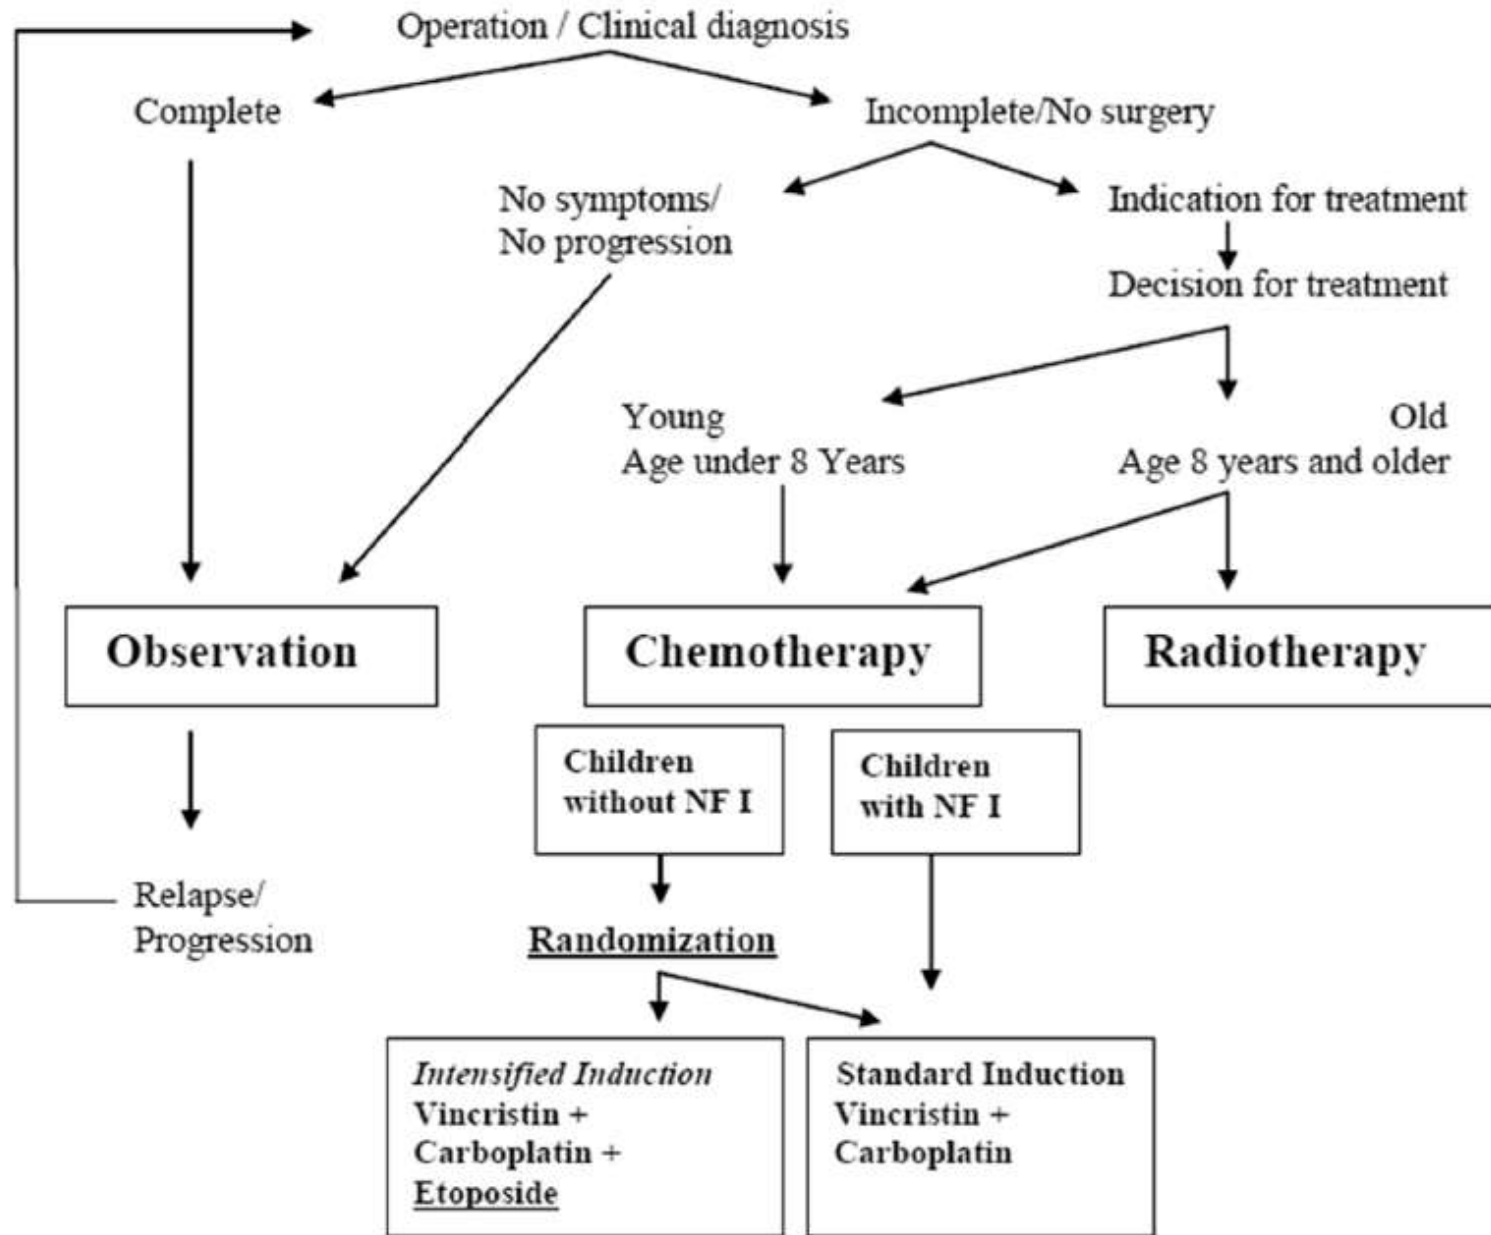 Operation / Clinical diagnosis
Complete
Incomplete/No surgery
No symptoms/
No progression
Indication for treatment
Decision for treatment
Young
Age under 8 Years
Old
Age 8 years and older
Observation
Chemotherapy
Radiotherapy
Children
without NF I
Children
with NF I
Relapse/
Progression
Randomization
Intensified Induction
Vincristin +
Carboplatin +
Etoposide
Standard Induction
Vincristin +
Carboplatin